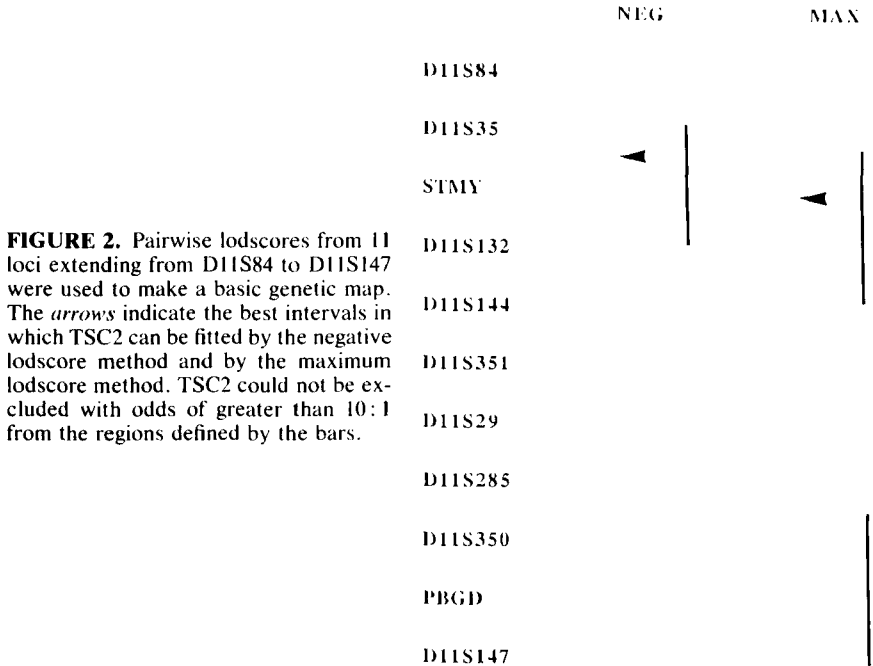 NEG MAX
D11S84
D11S35
STMY
D11S132
D11S144
D11S351
D11S29
D11S285
D11S350
PBGD
D11S147
FIGURE 2. Pairwise lodscores from 11
loci extending from D11S84 to D11S147
were used to make a basic genetic map.
The arrows indicate the best intervals in
which TSC2 can be fitted by the negative
lodscore method and by the maximum
lodscore method. TSC2 could not be ex-
cluded with odds of greater than 10:1
from the regions defined by the bars.